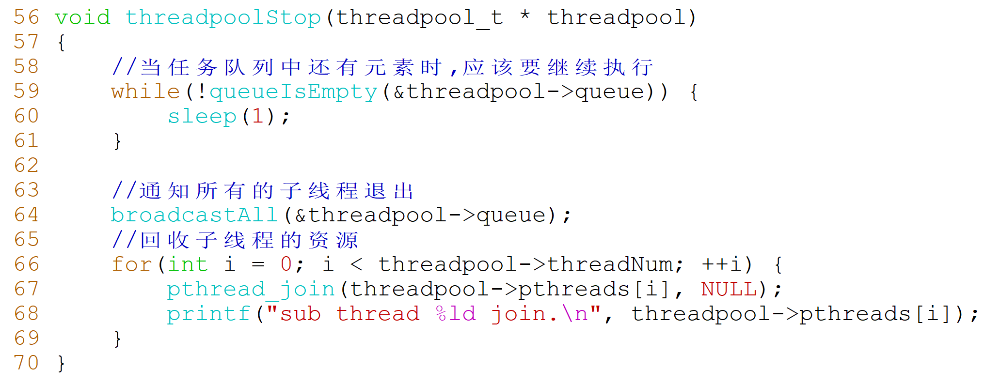 56 void threadpoolStop(threadpool_t * threadpool)
57 {
58     //当任务队列中还有元素时,应该要继续执行
59     while(!queueIsEmpty(&threadpool->queue)) {
60         sleep(1);
61     }
62
63     //通知所有的子线程退出
64     broadcastAll(&threadpool->queue);
65     //回收子线程的资源
66     for(int i = 0; i < threadpool->threadNum; ++i) {
67         pthread_join(threadpool->pthreads[i], NULL);
68         printf("sub thread %ld join.\n", threadpool->pthreads[i]);
69     }
70 }